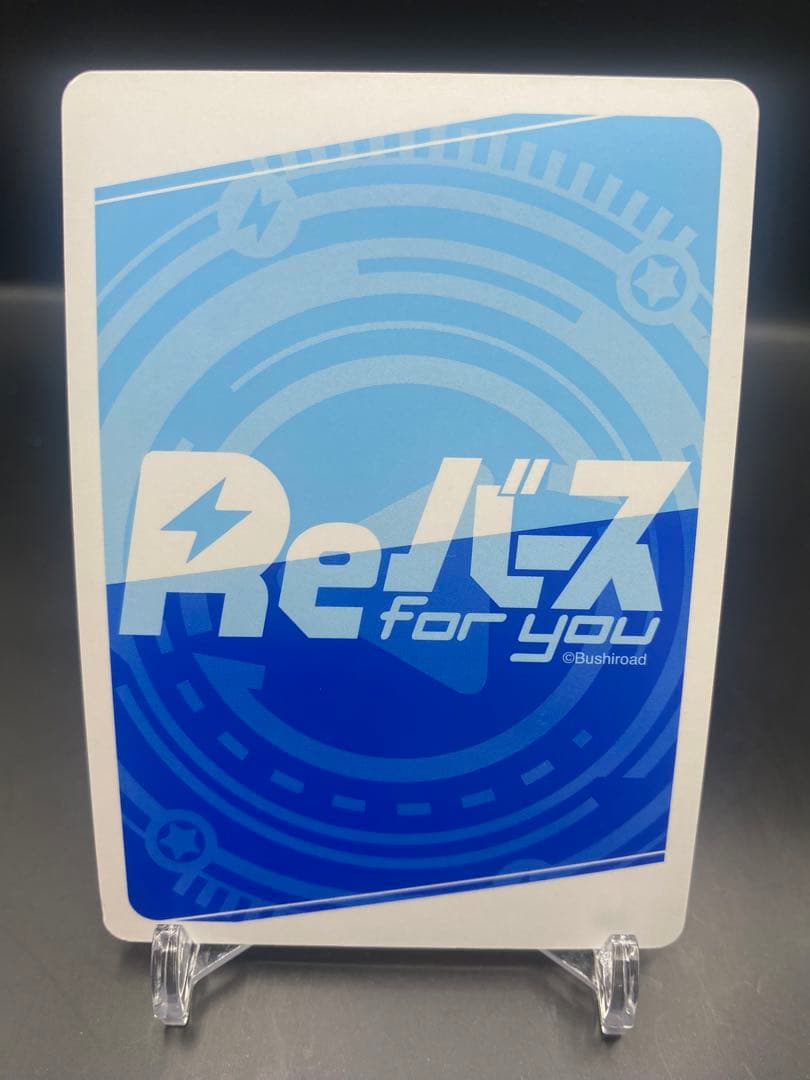 Reバース
for you
©Bushiroad